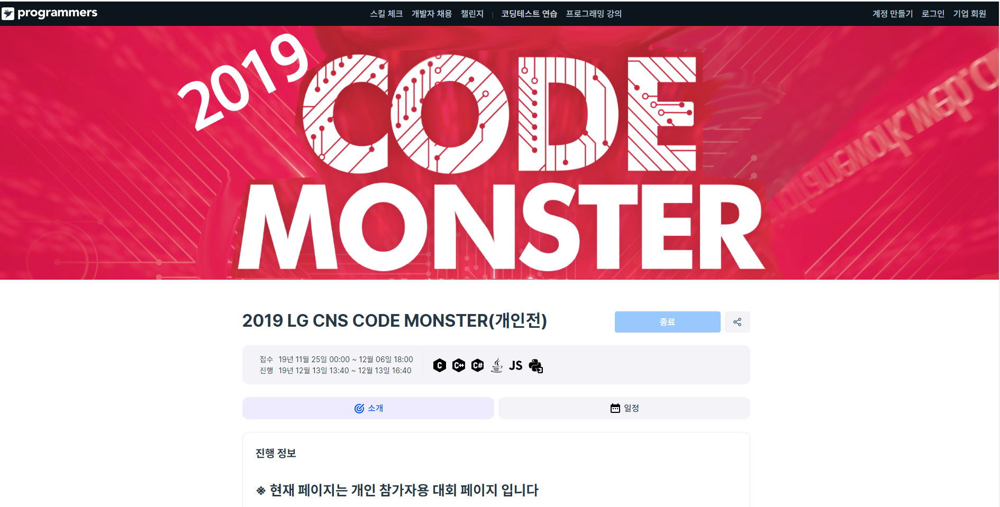 programmers
스킬 체크 개발자 채용 챌린지 | 코딩테스트 연습 프로그래밍 강의
계정 만들기 로그인 기업 회원
2019
CODE
MONSTER
2019 LG CNS CODE MONSTER(개인전)
종료
접수 19년 11월 25일 00:00 ~ 12월 06일 18:00
진행 19년 12월 13일 13:40 ~ 12월 13일 16:40
C C++ C# JS 3
소개
일정
진행 정보
※ 현재 페이지는 개인 참가자용 대회 페이지 입니다